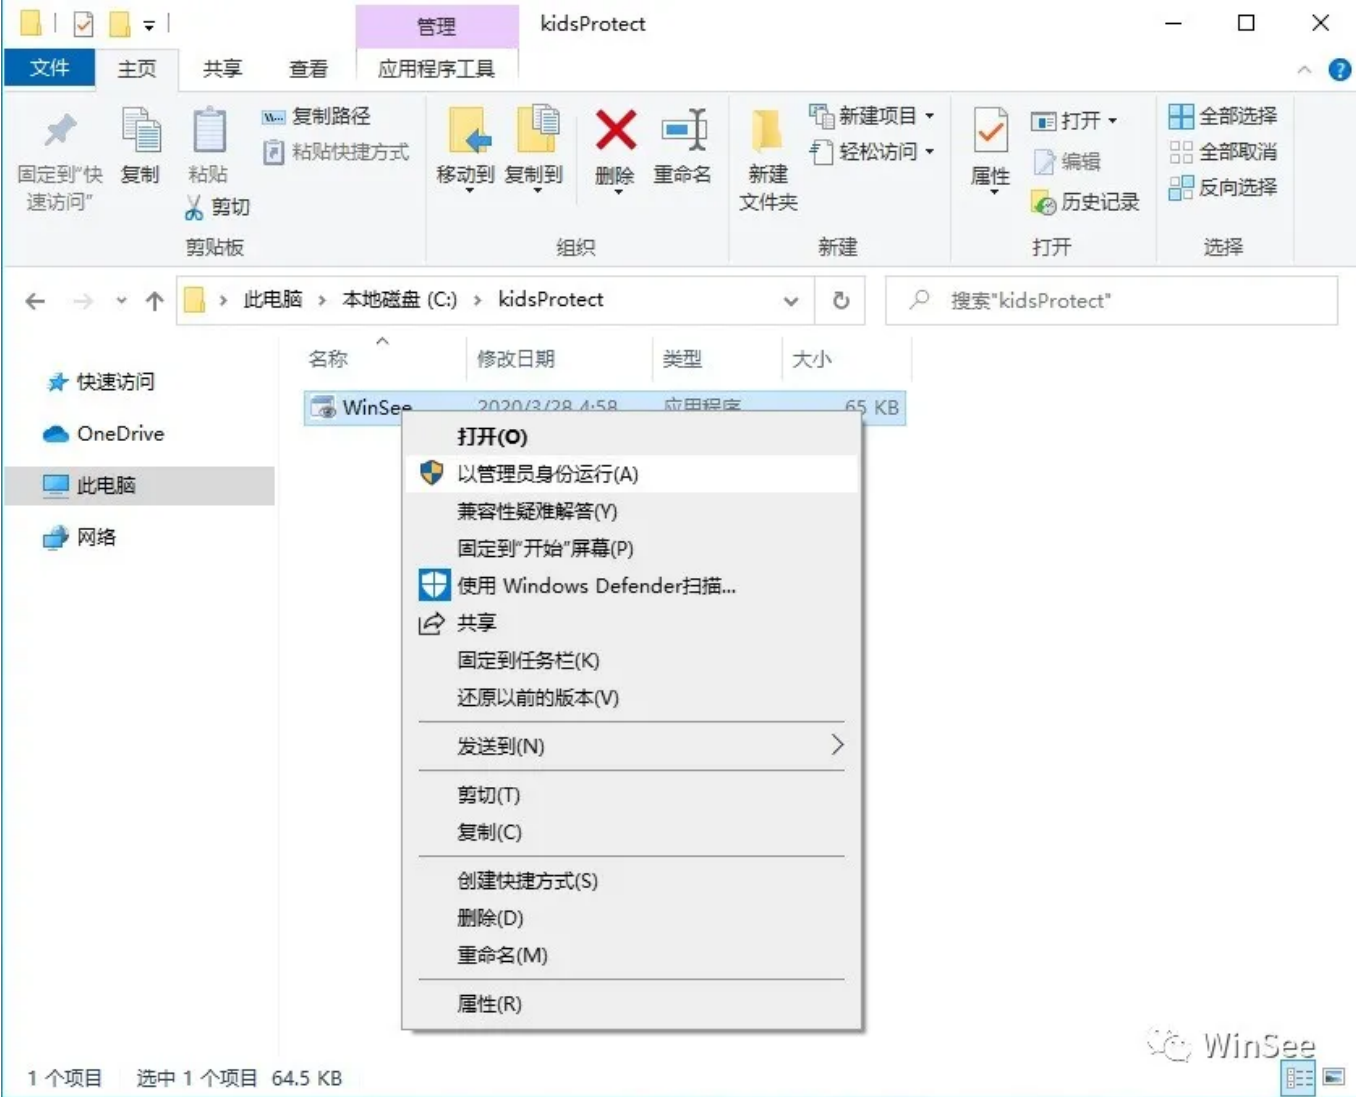 管理
kidsProtect
文件
主页
共享
查看
应用程序工具
固定到"快
速访问"
复制
粘贴
复制路径
粘贴快捷方式
剪切
剪贴板
移动到
复制到
删除
重命名
组织
新建
文件夹
新建项目
轻松访问
新建
属性
打开
编辑
历史记录
打开
全部选择
全部取消
反向选择
选择
此电脑 › 本地磁盘 (C:) › kidsProtect
搜索"kidsProtect"
名称
修改日期
类型
大小
快速访问
OneDrive
此电脑
网络
WinSee
2020/3/28 4:58
应用程序
65 KB
打开(O)
以管理员身份运行(A)
兼容性疑难解答(Y)
固定到"开始"屏幕(P)
使用 Windows Defender扫描...
共享
固定到任务栏(K)
还原以前的版本(V)
发送到(N)
剪切(T)
复制(C)
创建快捷方式(S)
删除(D)
重命名(M)
属性(R)
WinSee
1 个项目
选中 1 个项目 64.5 KB